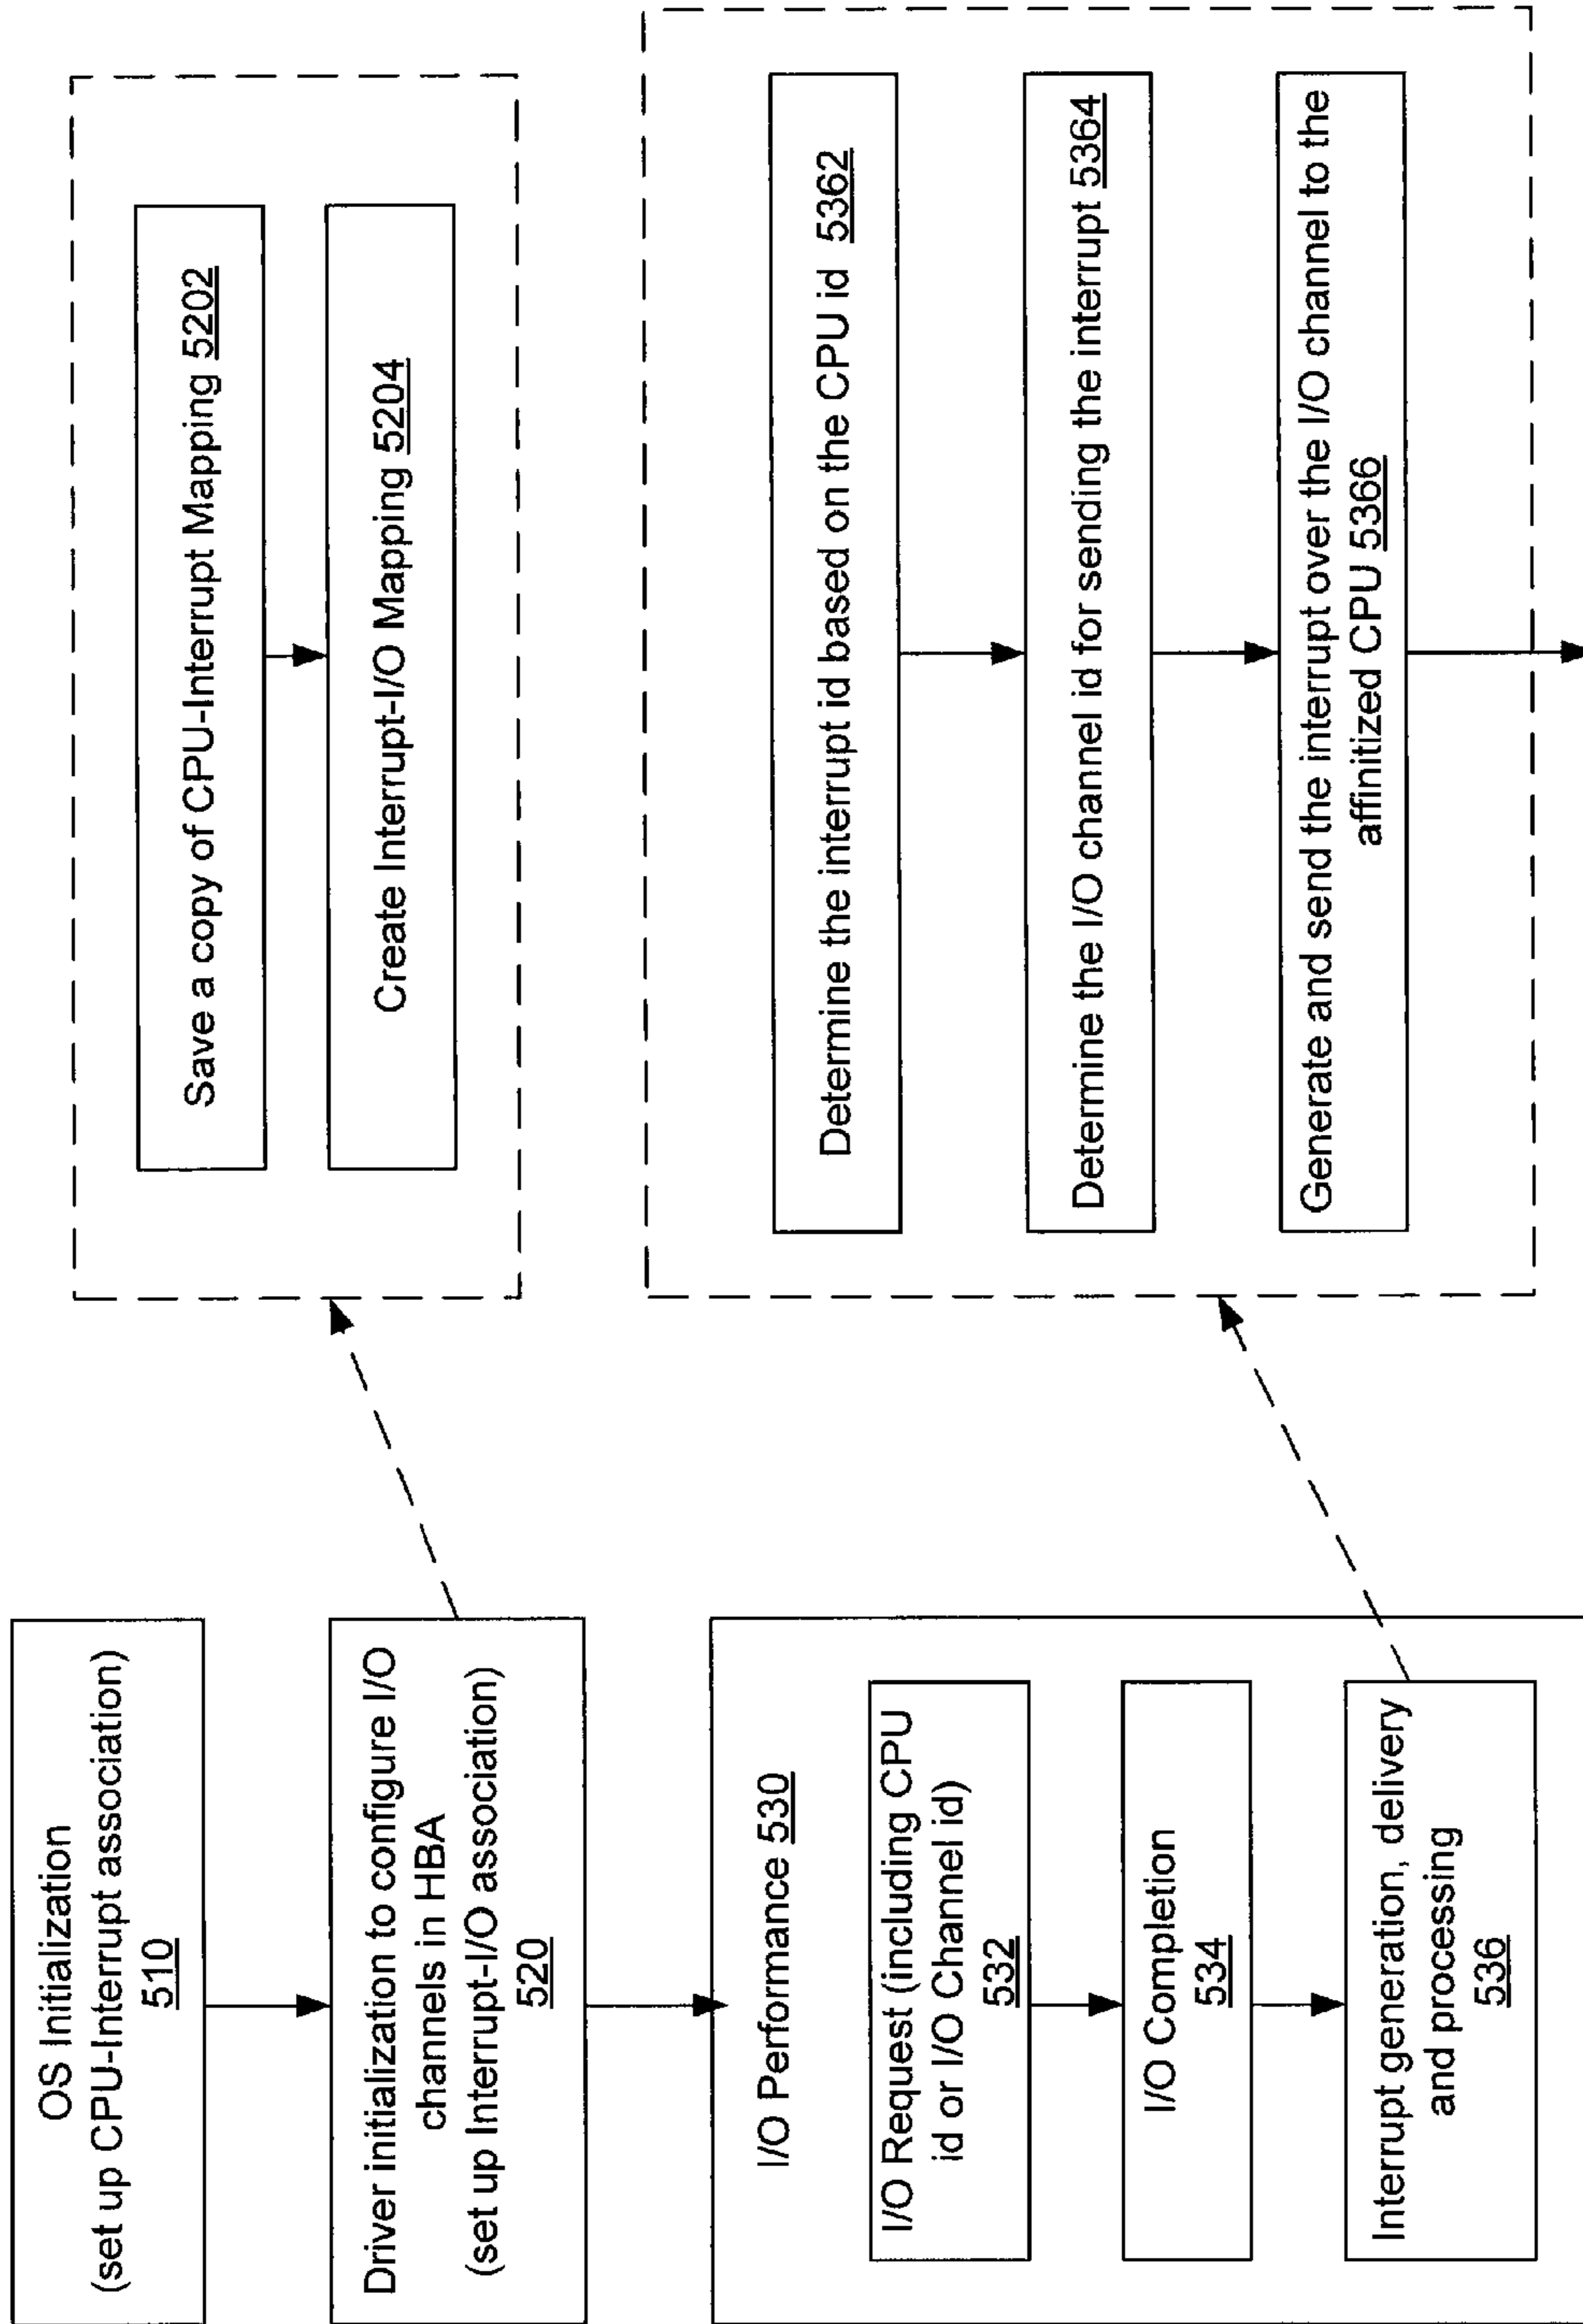 OS Initialization
(set up CPU-Interrupt association)
510
Driver initialization to configure I/O
channels in HBA
(set up Interrupt-I/O association)
520
I/O Performance 530
I/O Request (including CPU
id or I/O Channel id)
532
I/O Completion
534
Interrupt generation, delivery
and processing
536
Save a copy of CPU-Interrupt Mapping 5202
Create Interrupt-I/O Mapping 5204
Determine the interrupt id based on the CPU id 5362
Determine the I/O channel id for sending the interrupt 5364
Generate and send the interrupt over the I/O channel to the
affinitized CPU 5366